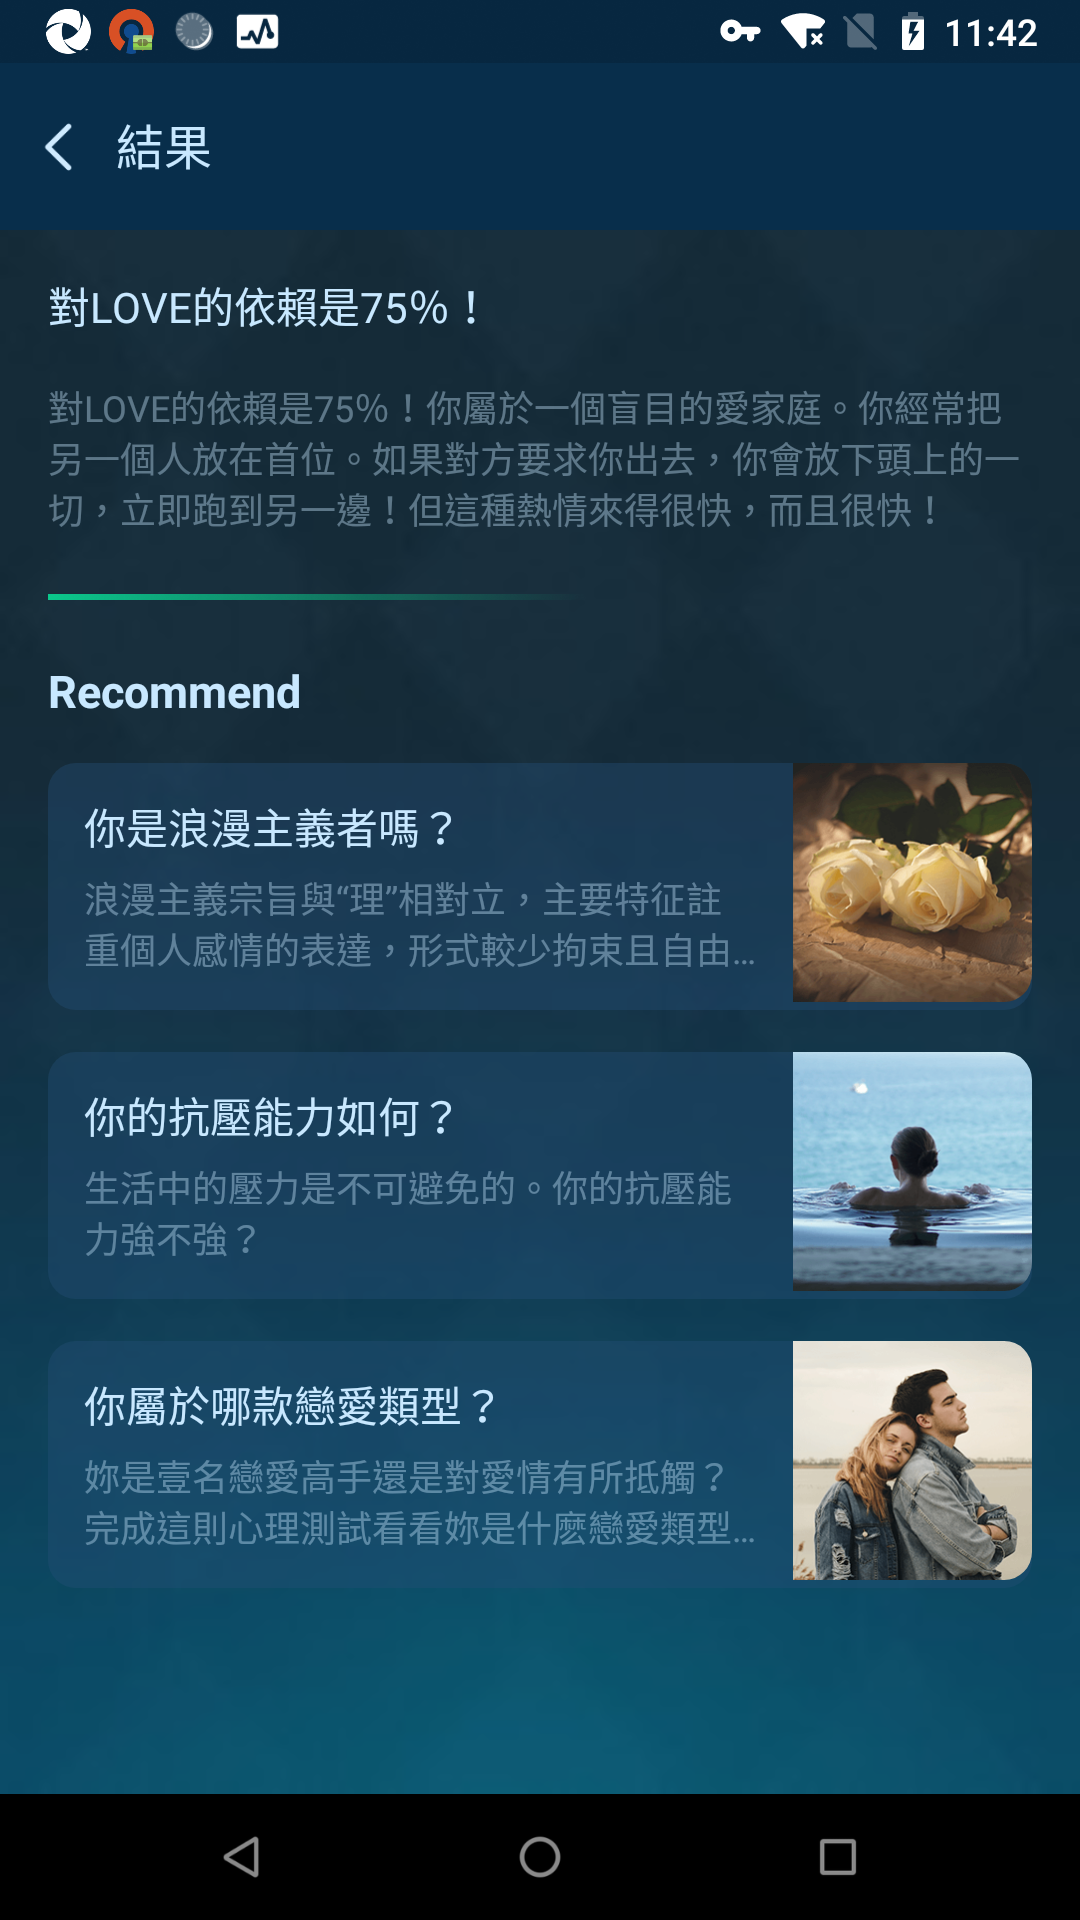 11:42
結果
對LOVE的依賴是75%！
對LOVE的依賴是75%！你屬於一個盲目的愛家庭。你經常把
另一個人放在首位。如果對方要求你出去，你會放下頭上的一
切，立即跑到另一邊！但這種熱情來得很快，而且很快！
Recommend
你是浪漫主義者嗎？
浪漫主義宗旨與“理”相對立，主要特征註
重個人感情的表達，形式較少拘束且自由...
你的抗壓能力如何？
生活中的壓力是不可避免的。你的抗壓能
力強不強？
你屬於哪款戀愛類型？
妳是壹名戀愛高手還是對愛情有所抵觸？
完成這則心理測試看看妳是什麽戀愛類型...